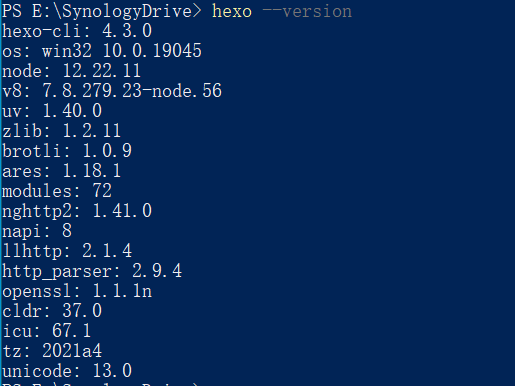 PS E:\SynologyDrive> hexo --version
hexo-cli: 4.3.0
os: win32 10.0.19045
node: 12.22.11
v8: 7.8.279.23-node.56
uv: 1.40.0
zlib: 1.2.11
brotli: 1.0.9
ares: 1.18.1
modules: 72
nghttp2: 1.41.0
napi: 8
llhttp: 2.1.4
http_parser: 2.9.4
openssl: 1.1.1n
cldr: 37.0
icu: 67.1
tz: 2021a4
unicode: 13.0
PS E:\SynologyDrive>